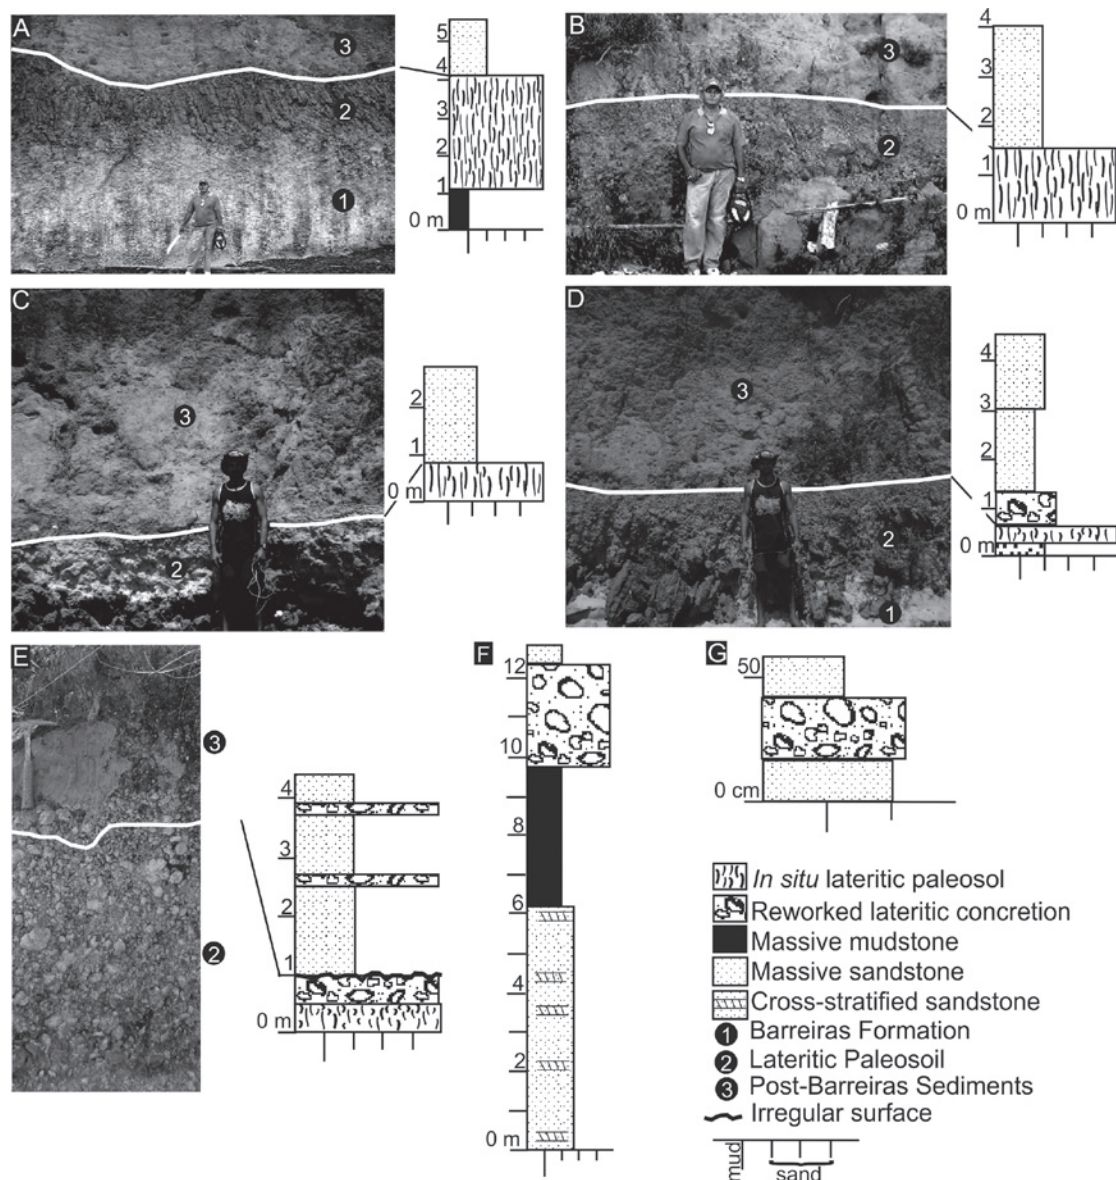 A
3
2
1
5
4
3
2
1
0 m
B
3
2
4
3
2
1
0 m
C
3
2
2
1
0 m
D
3
2
1
4
3
2
1
0 m
E
3
2
4
3
2
1
0 m
F
12
10
8
6
4
2
0 m
G
50
0 cm
In situ lateritic paleosol
Reworked lateritic concretion
Massive mudstone
Massive sandstone
Cross-stratified sandstone
1 Barreiras Formation
2 Lateritic Paleosoil
3 Post-Barreiras Sediments
Irregular surface
mud
sand